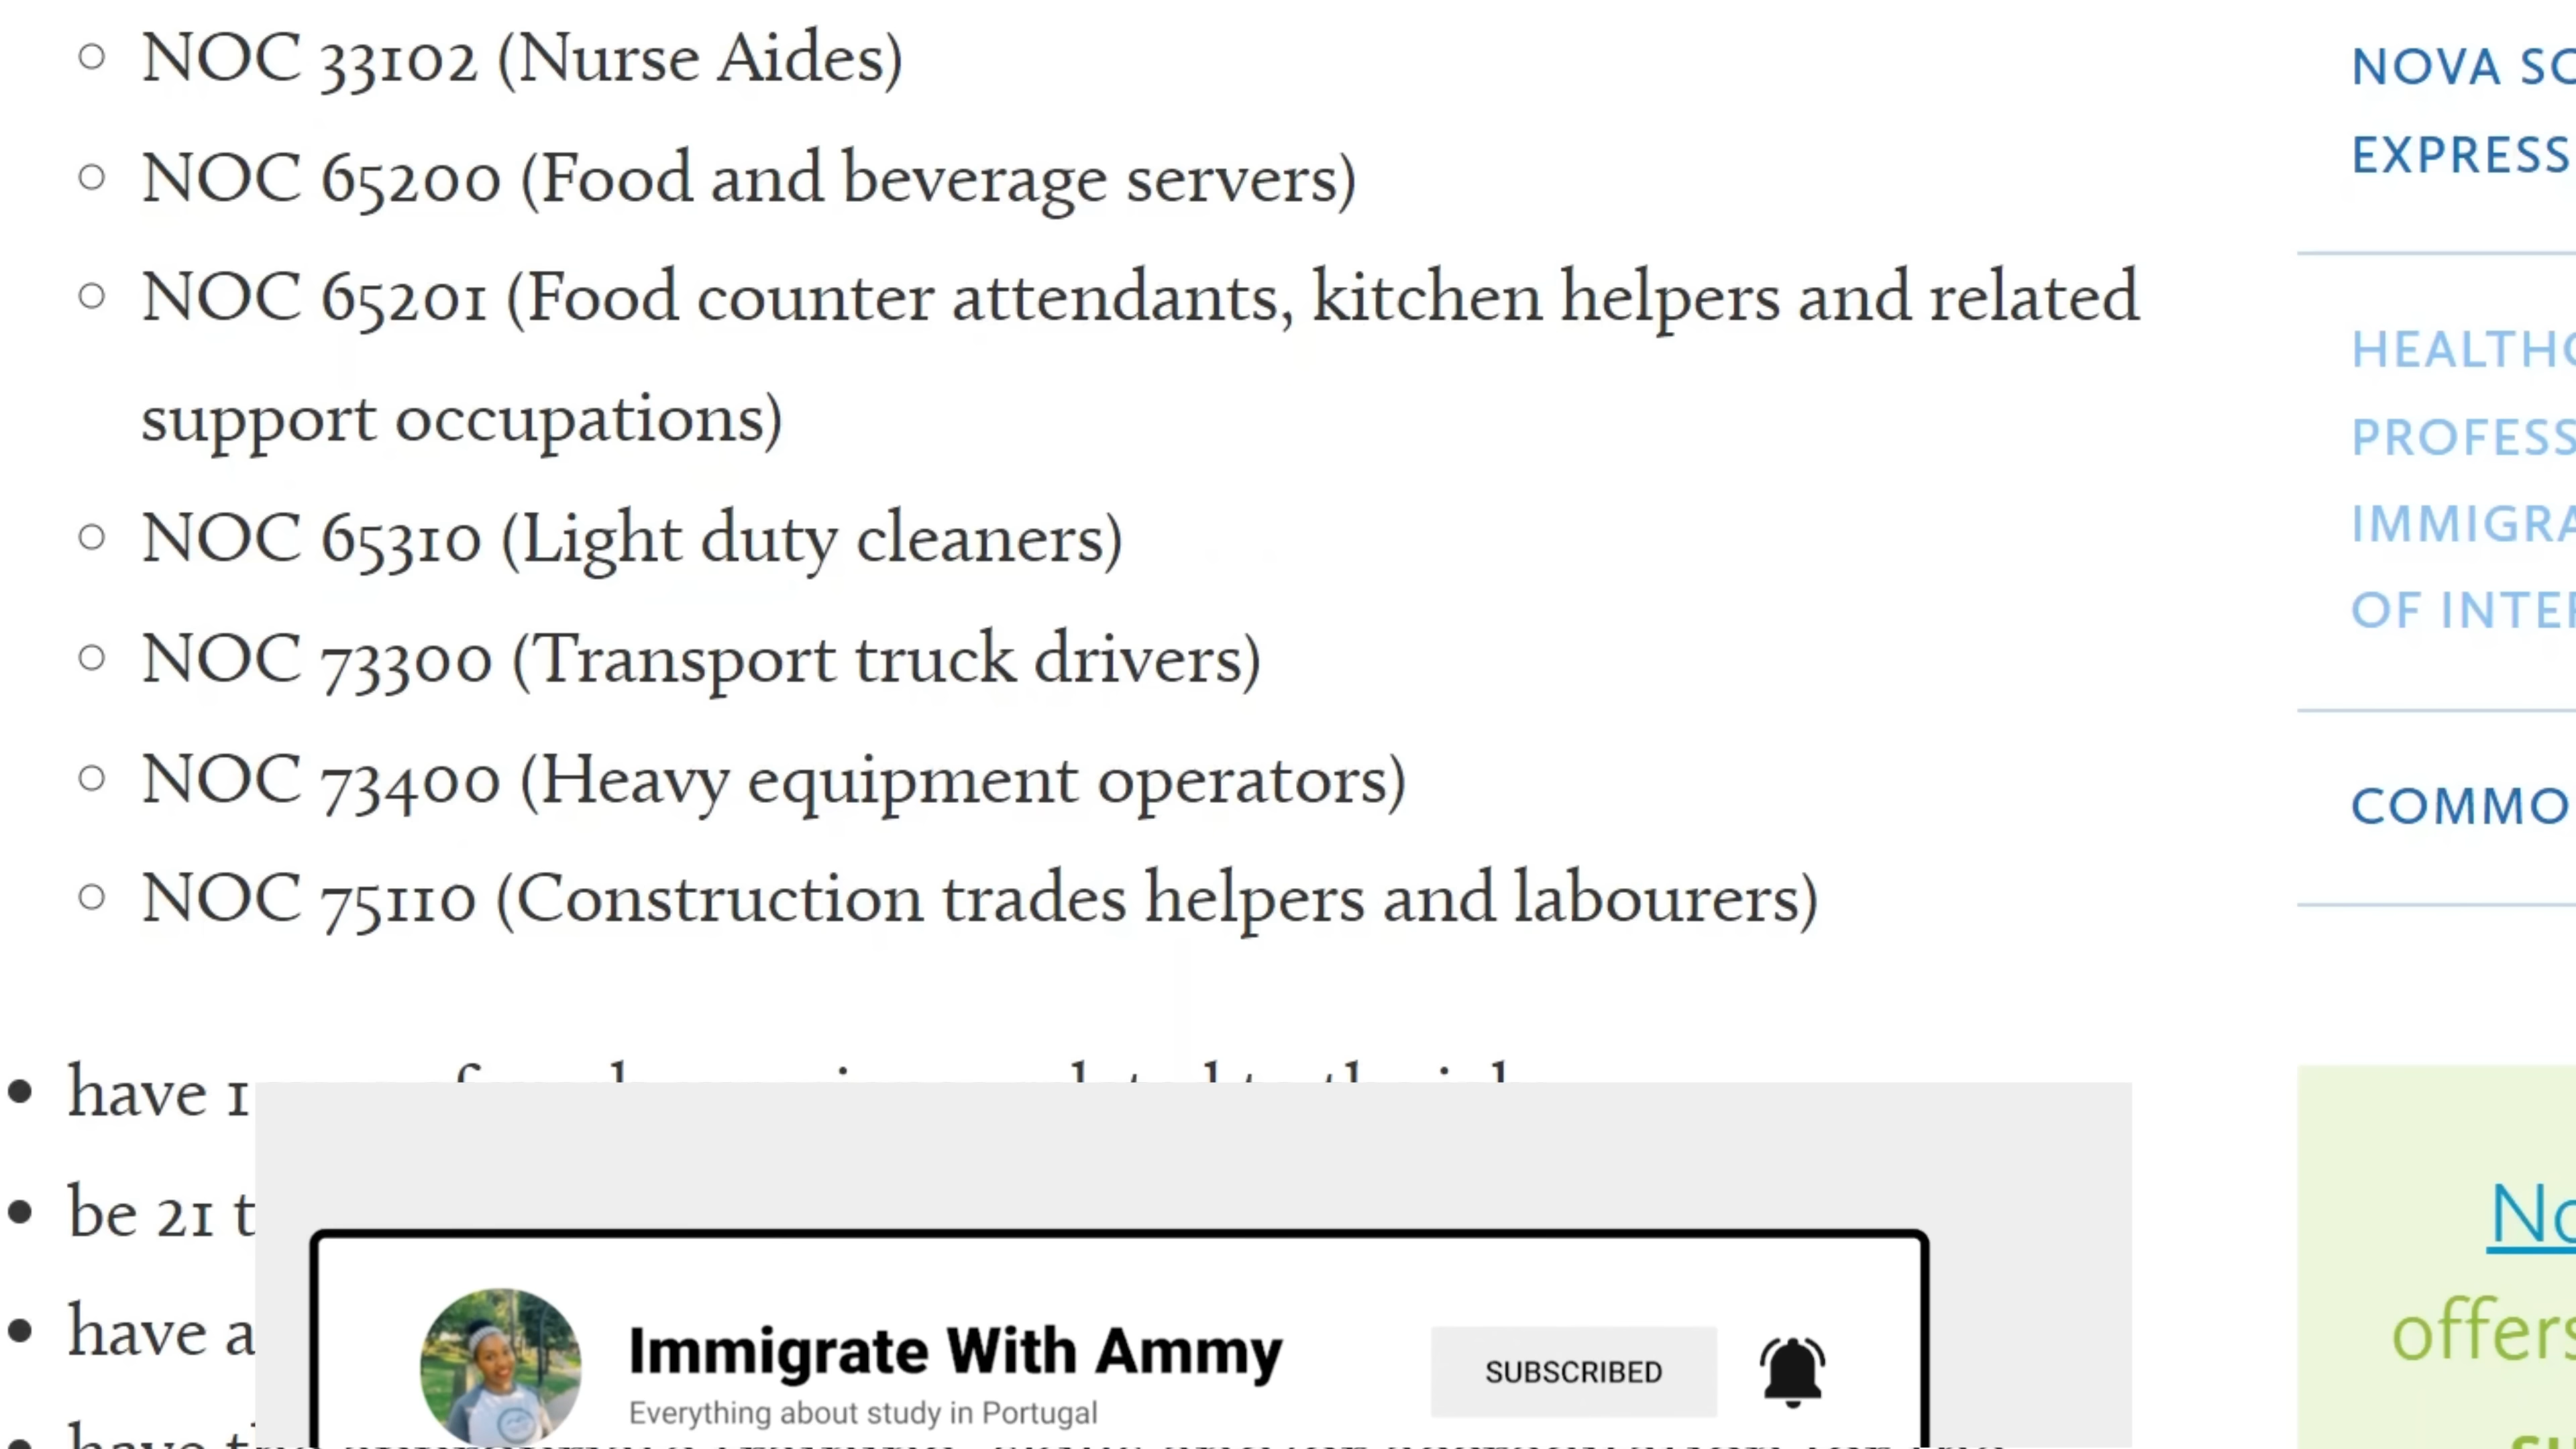 NOC 33102 (Nurse Aides)
NOC 65200 (Food and beverage servers)
NOC 65201 (Food counter attendants, kitchen helpers and related
support occupations)
NOC 65310 (Light duty cleaners)
NOC 73300 (Transport truck drivers)
NOC 73400 (Heavy equipment operators)
NOC 75110 (Construction trades helpers and labourers)
have 1
be 21 t
have a
Immigrate With Ammy
SUBSCRIBED
Everything about study in Portugal
NOVA SC
EXPRESS
HEALTHC
PROFESS
IMMIGRA
OF INTER
COMMO
No
offers